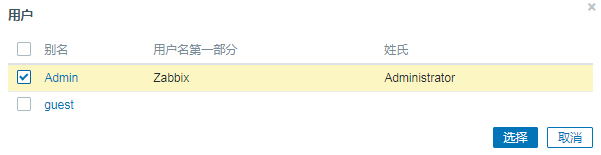 用户
别名 用户名第一部分 姓氏
Admin Zabbix Administrator
guest
选择 取消